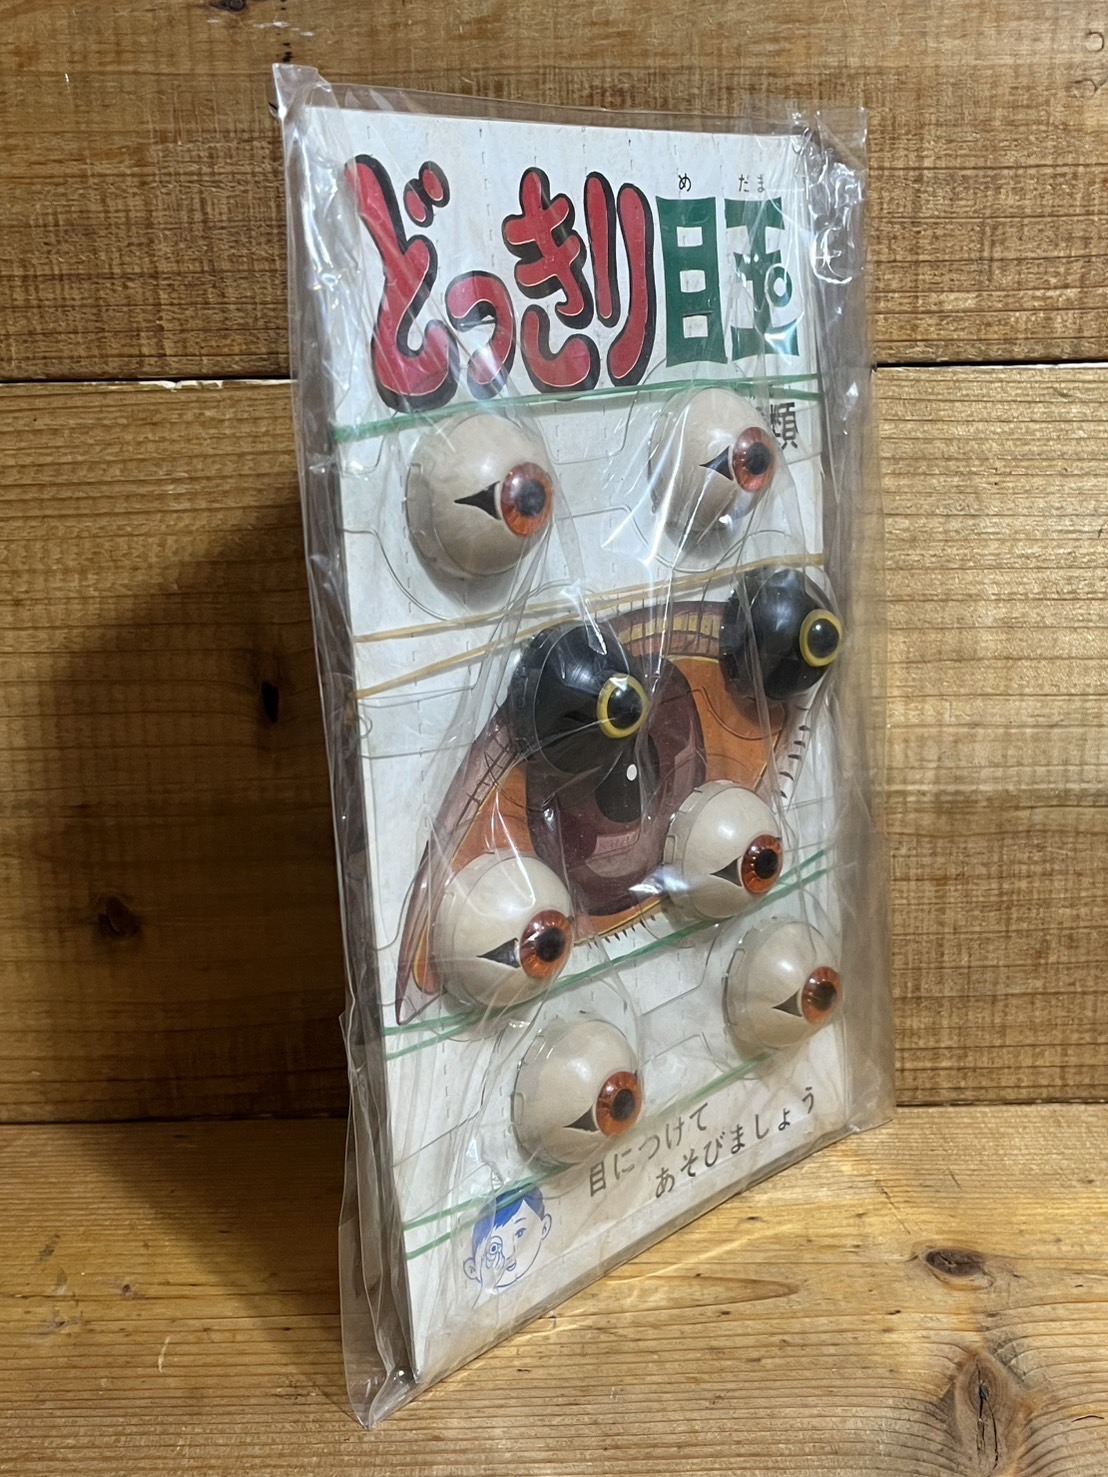 どっきり目玉
めだま
類
目につけて
あそびましょう